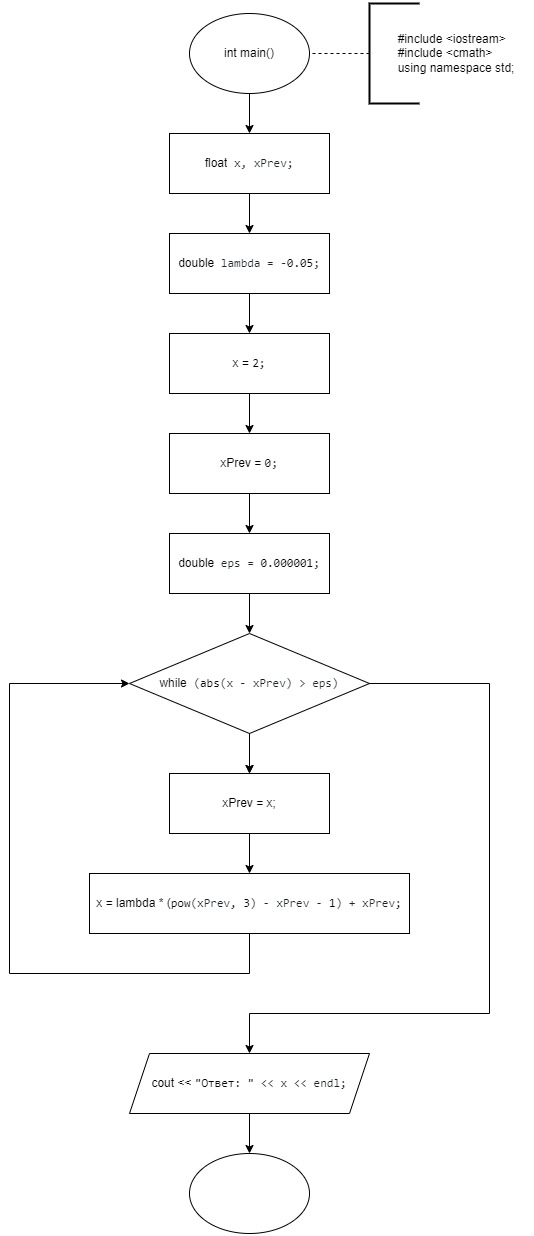 int main()
#include <iostream>
#include <cmath>
using namespace std;
float x, xPrev;
double lambda = -0.05;
x = 2;
xPrev = 0;
double eps = 0.000001;
while (abs(x - xPrev) > eps)
xPrev = x;
x = lambda * (pow(xPrev, 3) - xPrev - 1) + xPrev;
cout << "Ответ: " << x << endl;